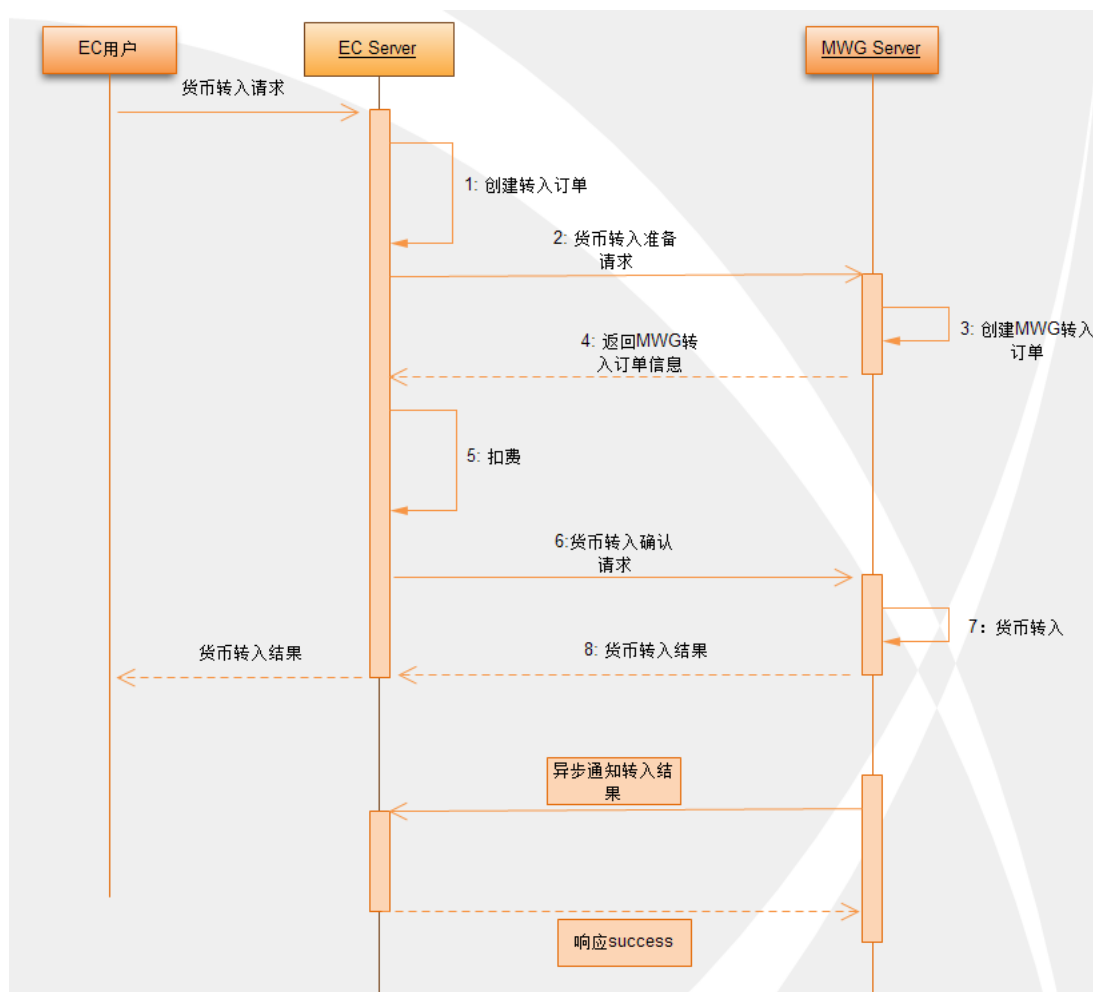 EC用户
EC Server
MWG Server
货币转入请求
1: 创建转入订单
2: 货币转入准备
请求
3: 创建MWG转入
订单
4: 返回MWG转
入订单信息
5: 扣费
6:货币转入确认
请求
7：货币转入
8: 货币转入结果
货币转入结果
异步通知转入结
果
响应success